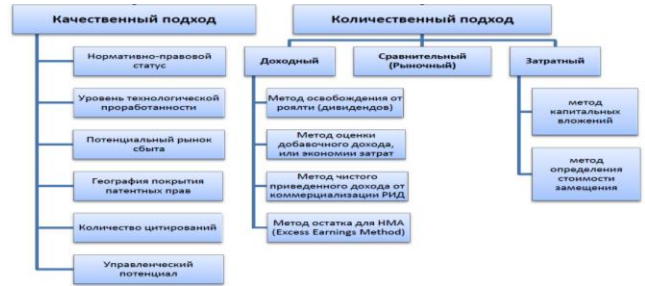 Качественный подход
Нормативно-правовой
статус
Уровень технологической
проработанности
Потенциальный рынок
сбыта
География покрытия
патентных прав
Количество цитирований
Управленческий
потенциал
Количественный подход
Доходный
Метод освобождения от
роялти (дивидендов)
Метод оценки
добавочного дохода,
или экономии затрат
Метод чистого
приведенного дохода от
коммерциализации РИД
Метод остатка для НМА
(Excess Earnings Method)
Сравнительный
(Рыночный)
Затратный
метод
капитальных
вложений
метод
определения
стоимости
замещения